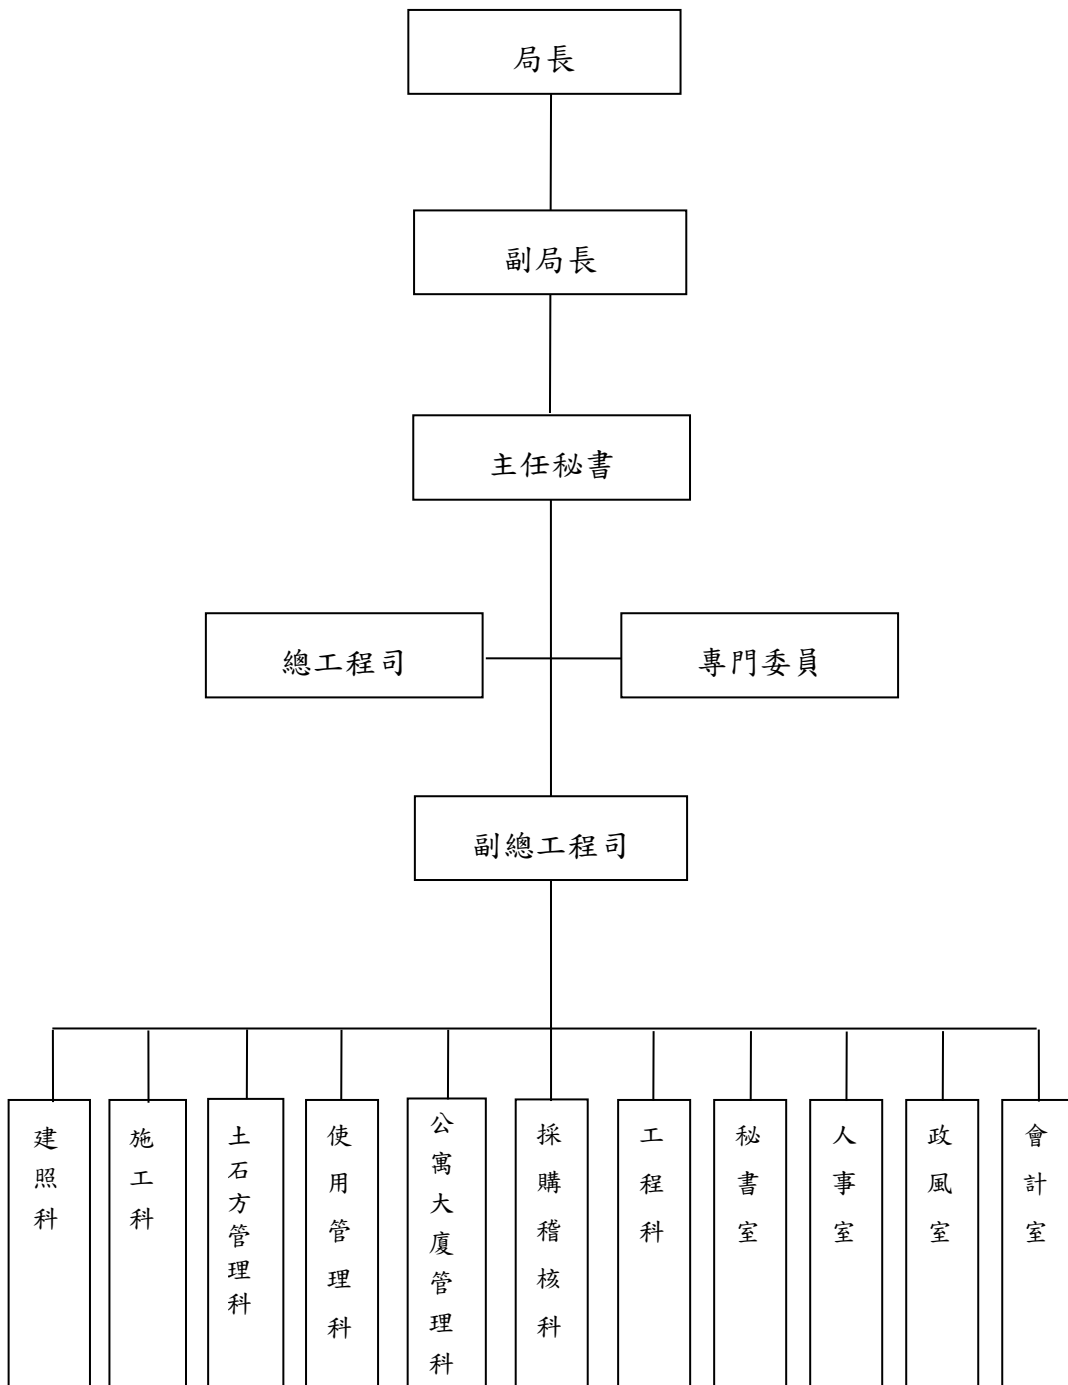 局長
副局長
主任秘書
總工程司
專門委員
副總工程司
建照科
施工科
土石方管理科
使用管理科
公寓大廈管理科
採購稽核科
工程科
秘書室
人事室
政風室
會計室